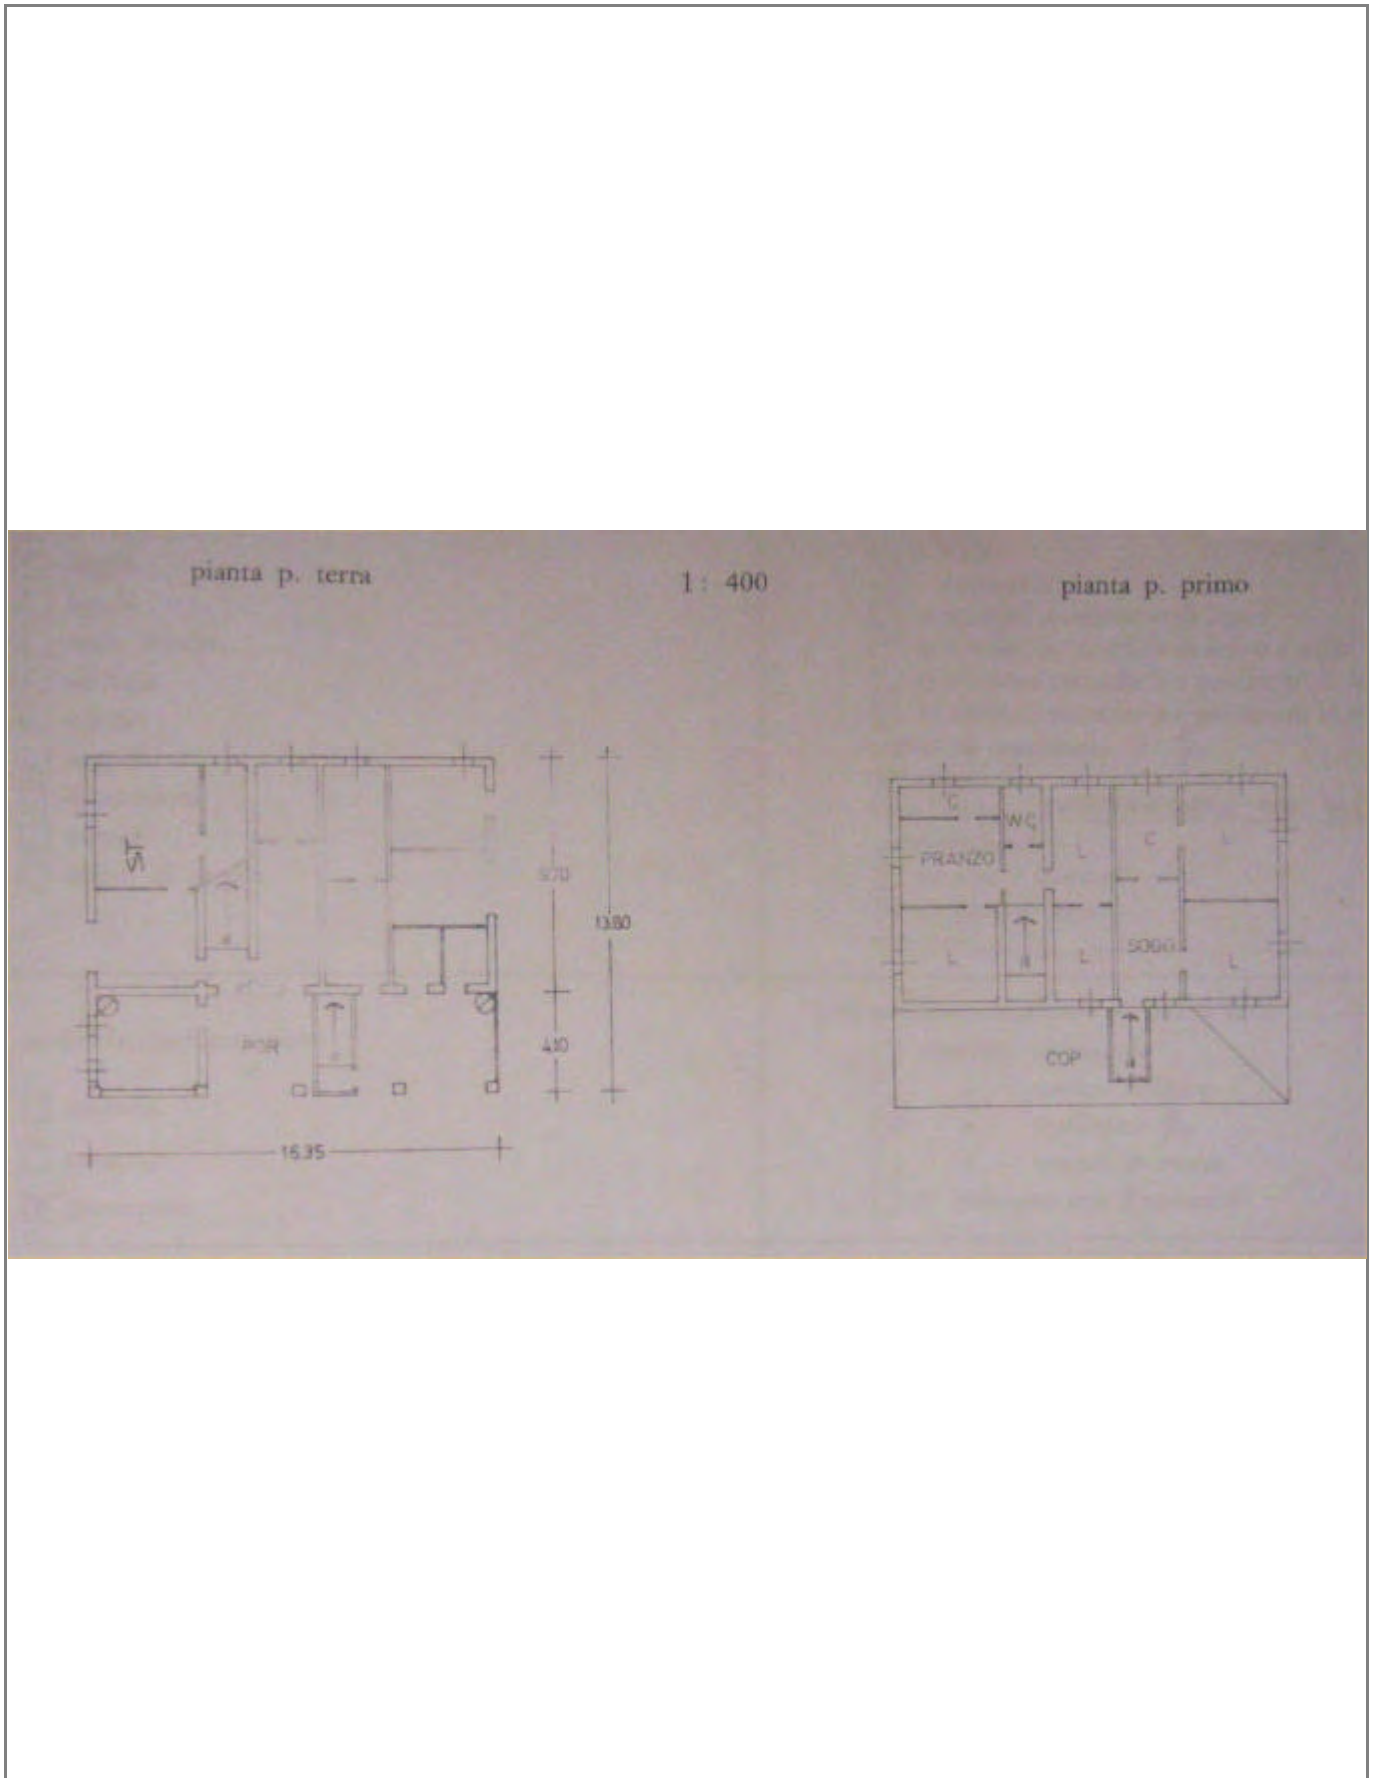 pianta p. terra
1 : 400
pianta p. primo
ST.
9.70
13.80
POR
4.10
16.35
C
WC
PRANZO
L
C
L
L
L
SOGG
L
COP